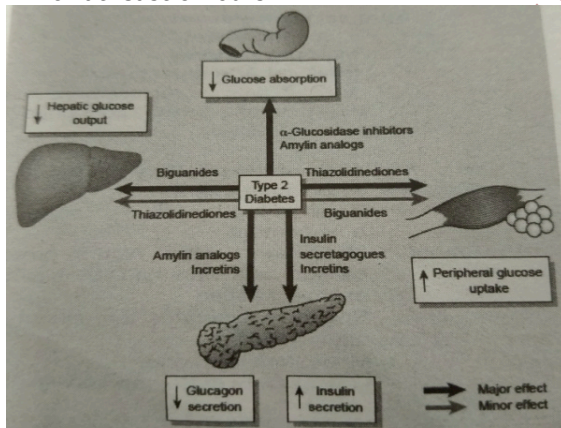 ↓ Glucose absorption
↓ Hepatic glucose
output
α-Glucosidase inhibitors
Amylin analogs
Biguanides
Type 2
Diabetes
Thiazolidinediones
Thiazolidinediones
Biguanides
Amylin analogs
Incretins
Insulin
secretagogues
Incretins
↑ Peripheral glucose
uptake
↓ Glucagon
secretion
↑ Insulin
secretion
Major effect
Minor effect